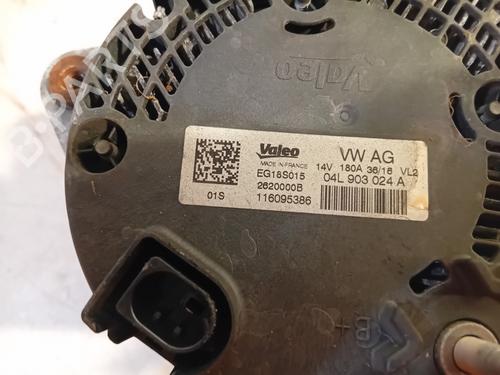 Valeo
B-PARTS
Valeo
MADE IN FRANCE
VW AG
14V 180A 36/16 VL2
EG18S015
04L 903 024 A
2620000B
01S
116095386
B+